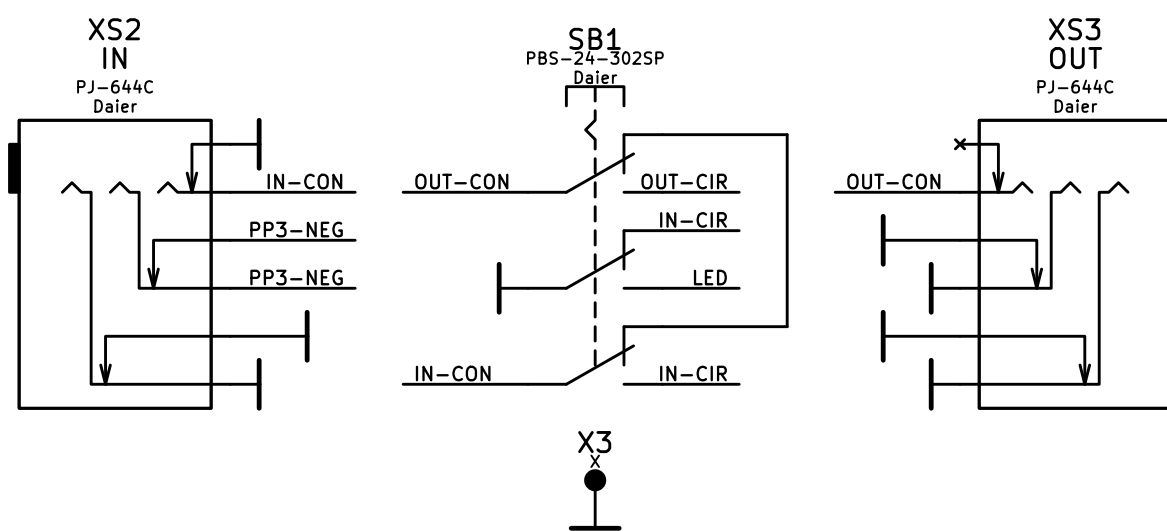 XS2
IN
PJ-644C
Daier
IN-CON
PP3-NEG
PP3-NEG
SB1
PBS-24-302SP
Daier
OUT-CON
OUT-CIR
IN-CIR
LED
IN-CON
IN-CIR
X3
X
XS3
OUT
PJ-644C
Daier
OUT-CON